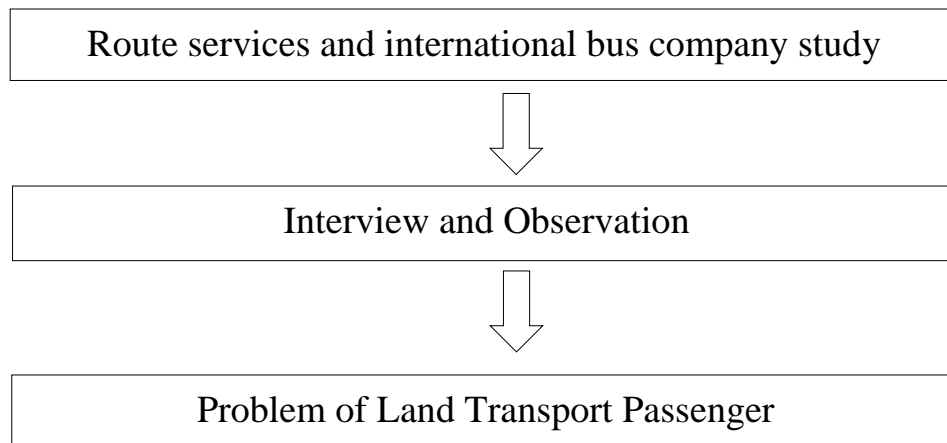 Route services and international bus company study
Interview and Observation
Problem of Land Transport Passenger